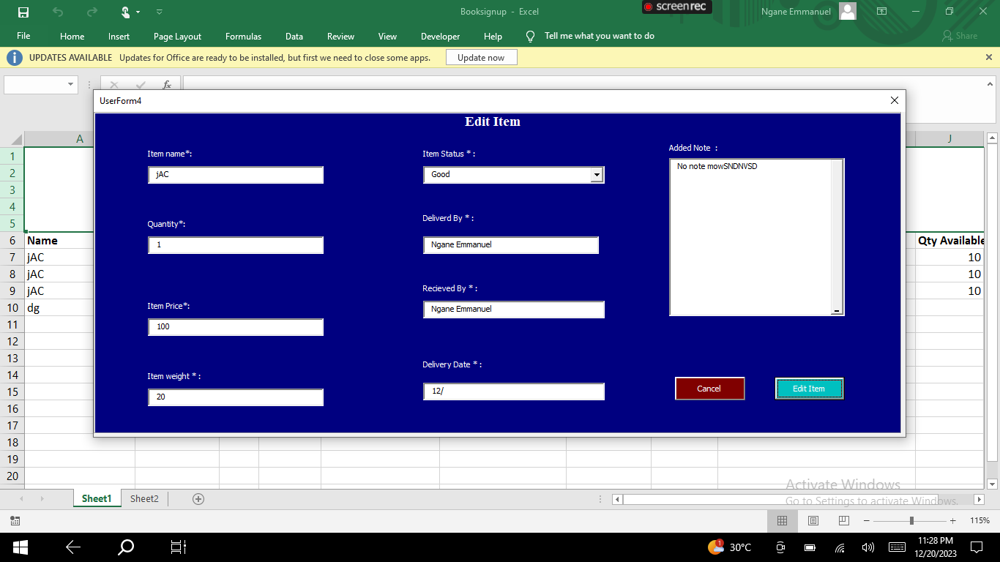 Booksignup - Excel
screenrec
Ngane Emmanuel
File Home Insert Page Layout Formulas Data Review View Developer Help Tell me what you want to do Share
UPDATES AVAILABLE Updates for Office are ready to be installed, but first we need to close some apps. Update now
fx
UserForm4
Edit Item
A
J
Item name*:
jAC
Quantity*:
1
Item Price*:
100
Item weight * :
20
Item Status * :
Good
Deliverd By * :
Ngane Emmanuel
Recieved By * :
Ngane Emmanuel
Delivery Date * :
12/
Added Note :
No note mowSNDNVSD
Cancel
Edit Item
1
2
3
4
5
6 Name Qty Available
7 jAC 10
8 jAC 10
9 jAC 10
10 dg
11
12
13
14
15
16
17
18
19
20
Activate Windows
Go to Settings to activate Windows.
Sheet1 Sheet2
115%
1
30°C
11:28 PM
12/20/2023